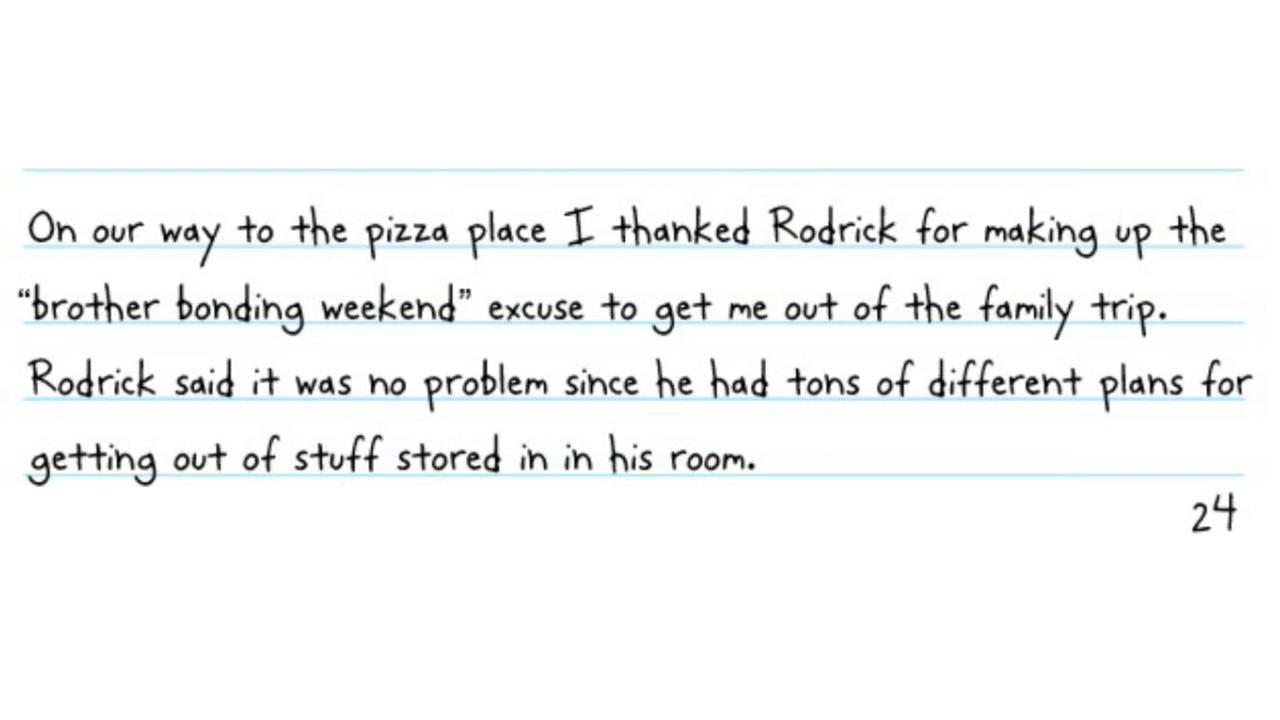 On our way to the pizza place I thanked Rodrick for making up the
“brother bonding weekend” excuse to get me out of the family trip.
Rodrick said it was no problem since he had tons of different plans for
getting out of stuff stored in in his room.
24